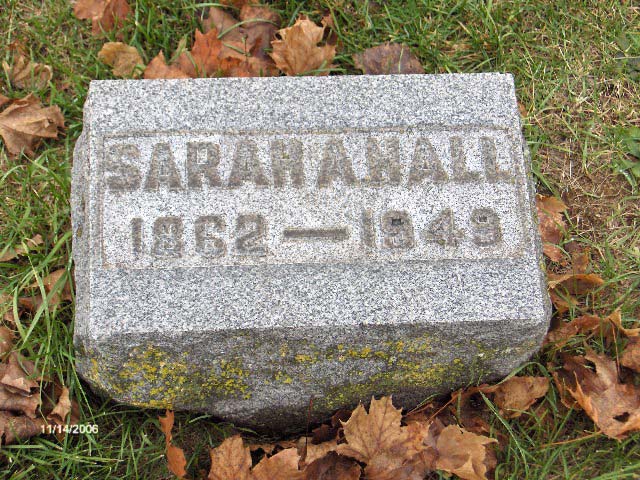 SARAH A HALL
1862 — 1949
11/14/2006